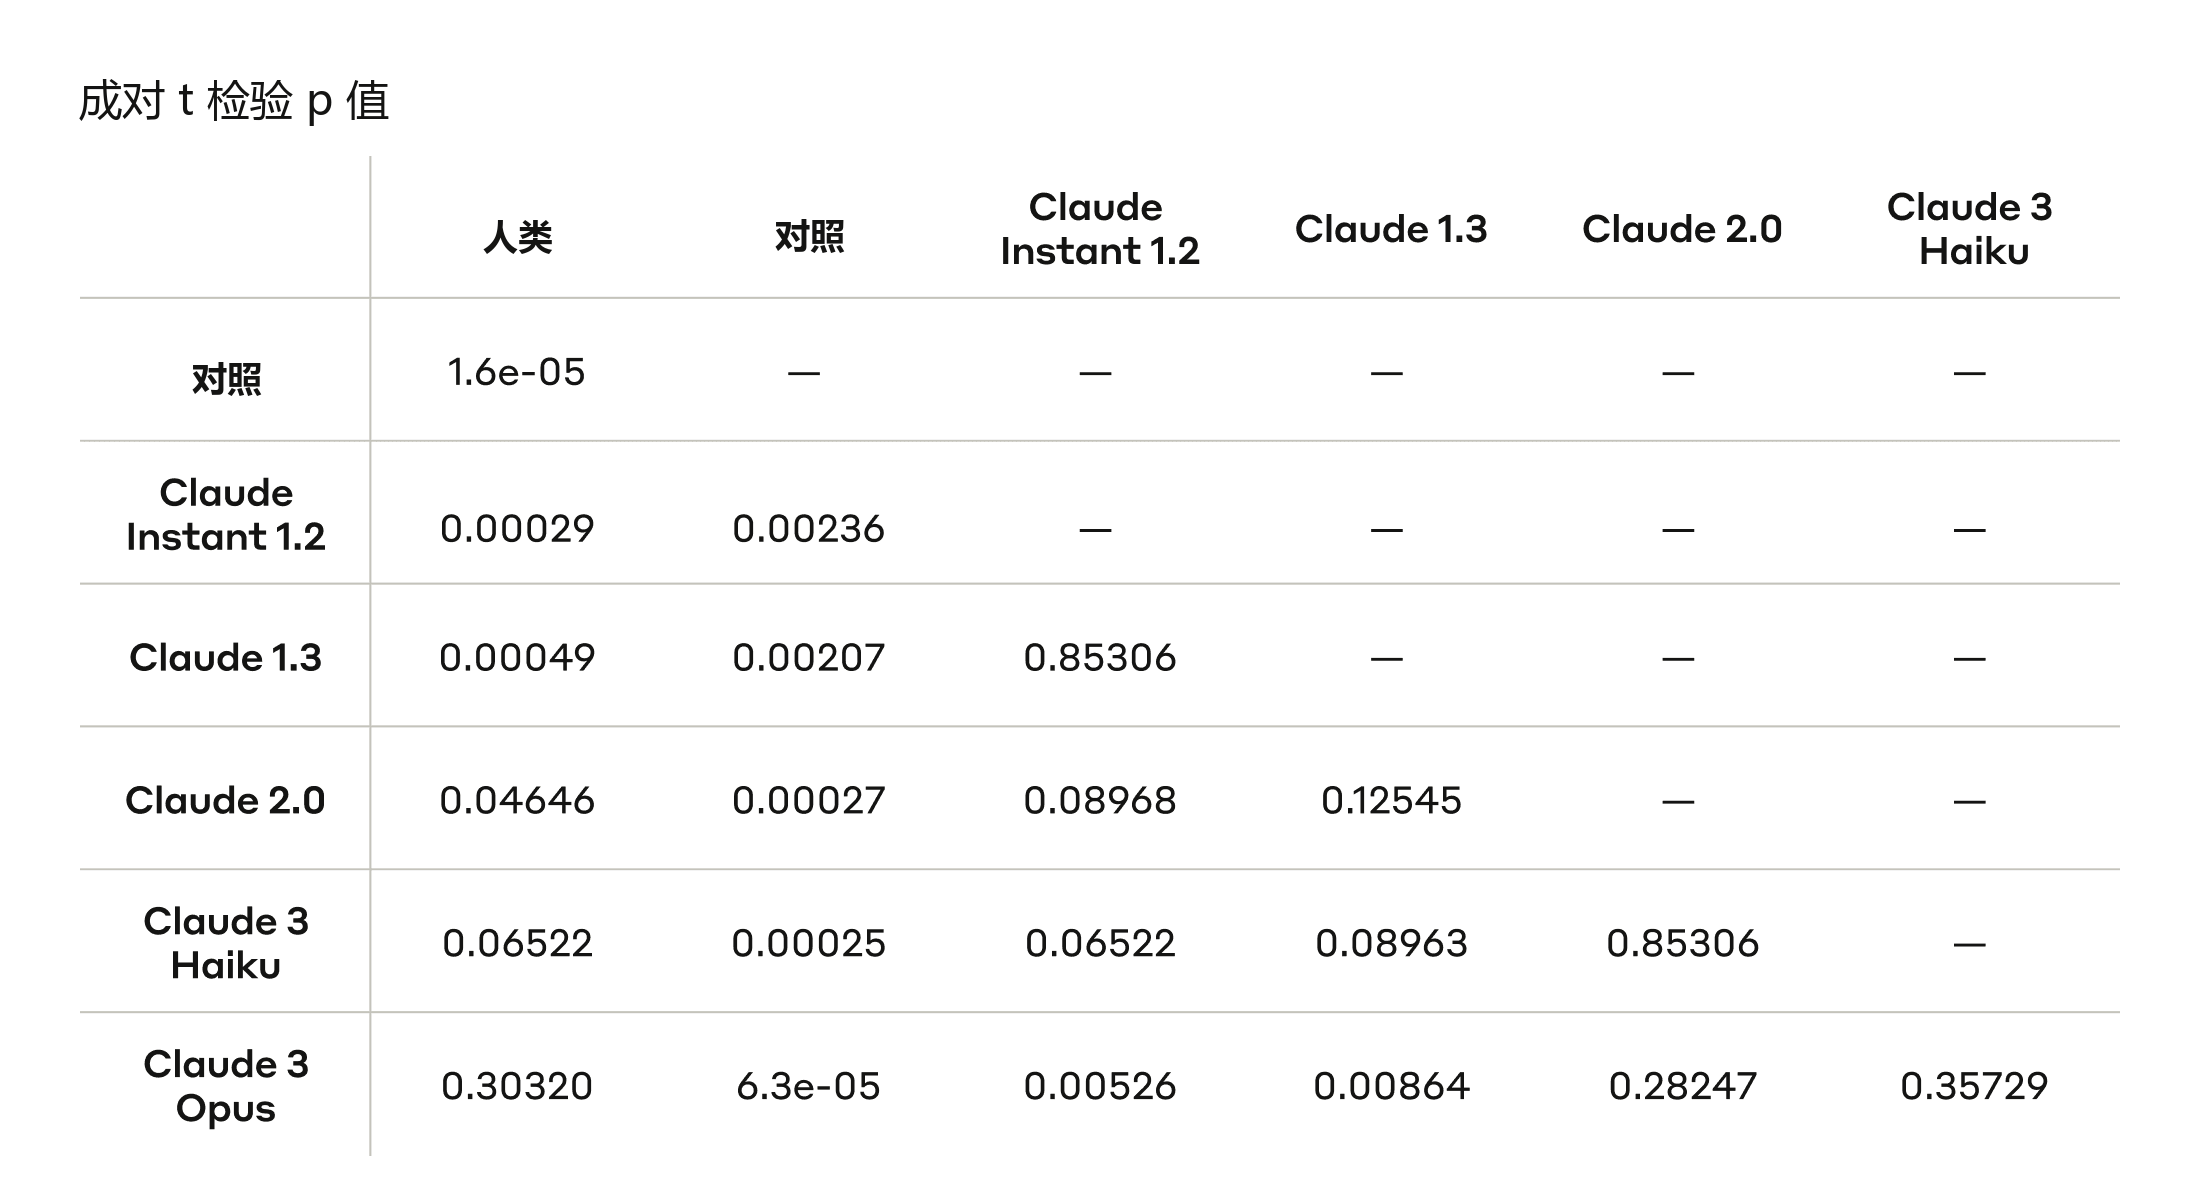 成对 t 检验 p 值
人类 对照 Claude Instant 1.2 Claude 1.3 Claude 2.0 Claude 3 Haiku
对照 1.6e-05 — — — — —
Claude Instant 1.2 0.00029 0.00236 — — — —
Claude 1.3 0.00049 0.00207 0.85306 — — —
Claude 2.0 0.04646 0.00027 0.08968 0.12545 — —
Claude 3 Haiku 0.06522 0.00025 0.06522 0.08963 0.85306 —
Claude 3 Opus 0.30320 6.3e-05 0.00526 0.00864 0.28247 0.35729